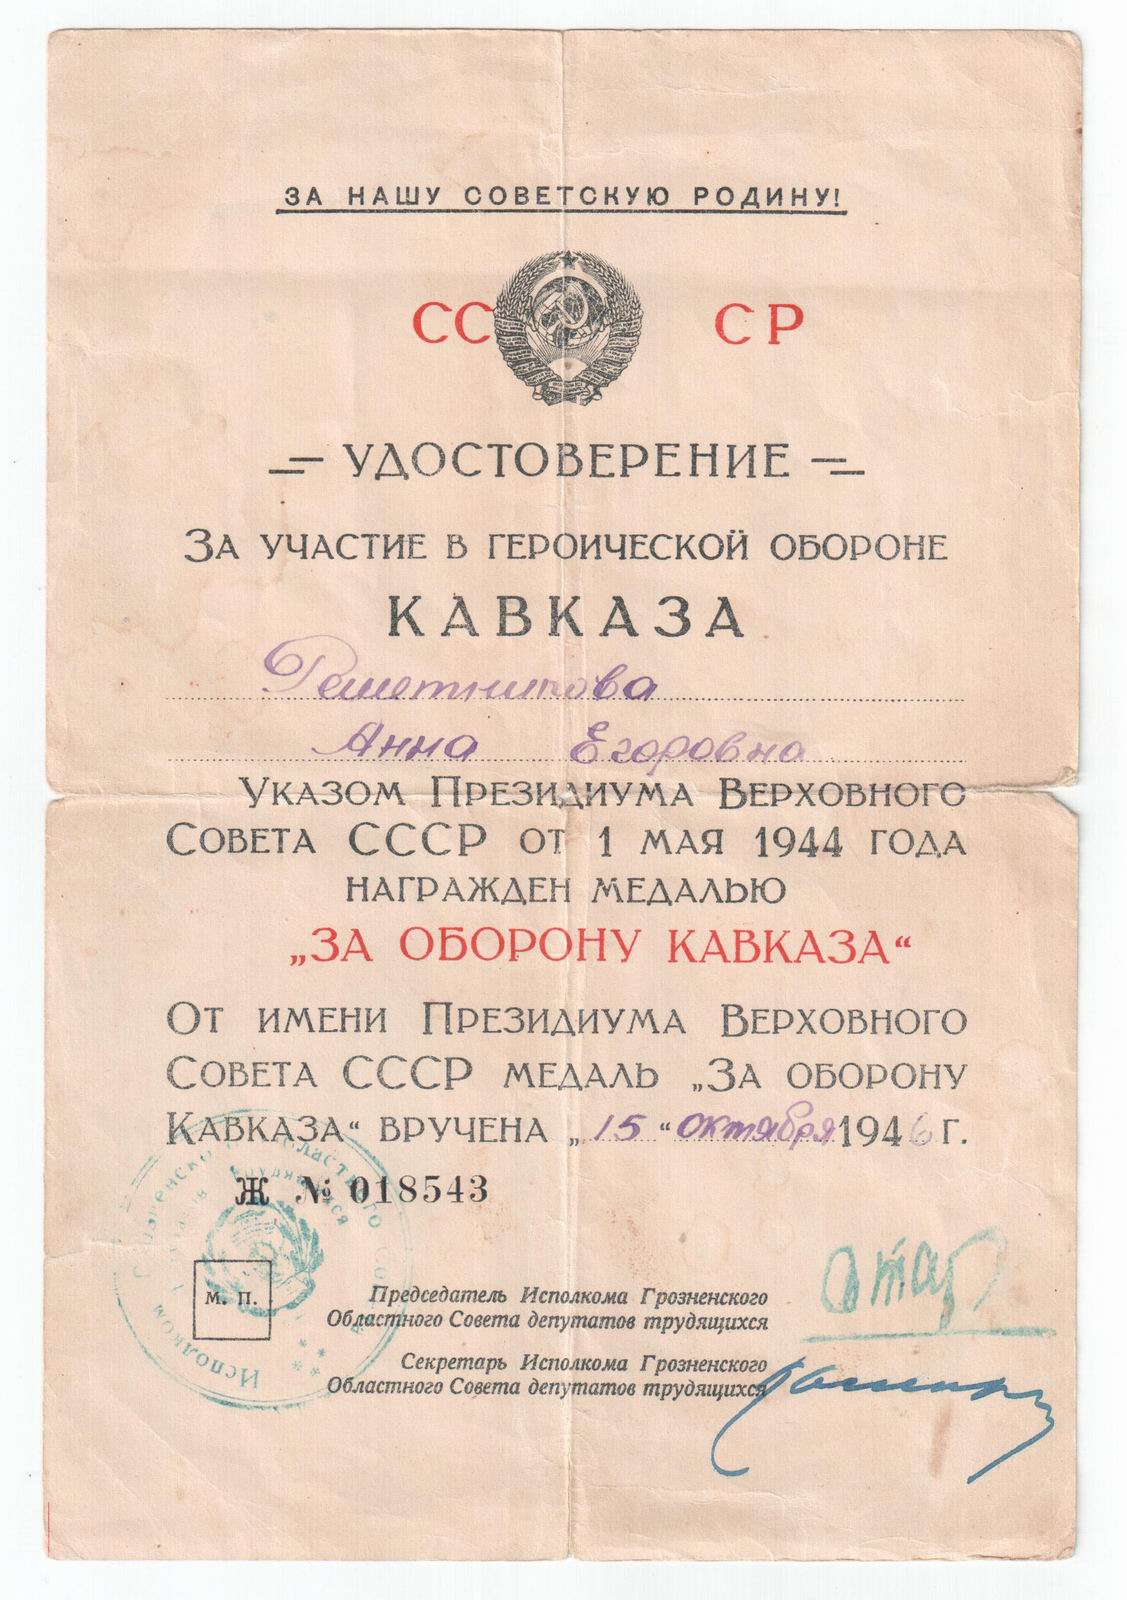 ЗА НАШУ СОВЕТСКУЮ РОДИНУ!
СС СР
УДОСТОВЕРЕНИЕ
ЗА УЧАСТИЕ В ГЕРОИЧЕСКОЙ ОБОРОНЕ
КАВКАЗА
Решетникова
Анна Егоровна
УКАЗОМ ПРЕЗИДИУМА ВЕРХОВНОГО
СОВЕТА СССР ОТ 1 МАЯ 1944 ГОДА
НАГРАЖДЕН МЕДАЛЬЮ
„ЗА ОБОРОНУ КАВКАЗА“
ОТ ИМЕНИ ПРЕЗИДИУМА ВЕРХОВНОГО
СОВЕТА СССР МЕДАЛЬ „ЗА ОБОРОНУ
КАВКАЗА“ ВРУЧЕНА „15“ октября 1946 Г.
Ж № 018543
М. П.
Исполком
Председатель Исполкома Грозненского
Областного Совета депутатов трудящихся
Секретарь Исполкома Грозненского
Областного Совета депутатов трудящихся